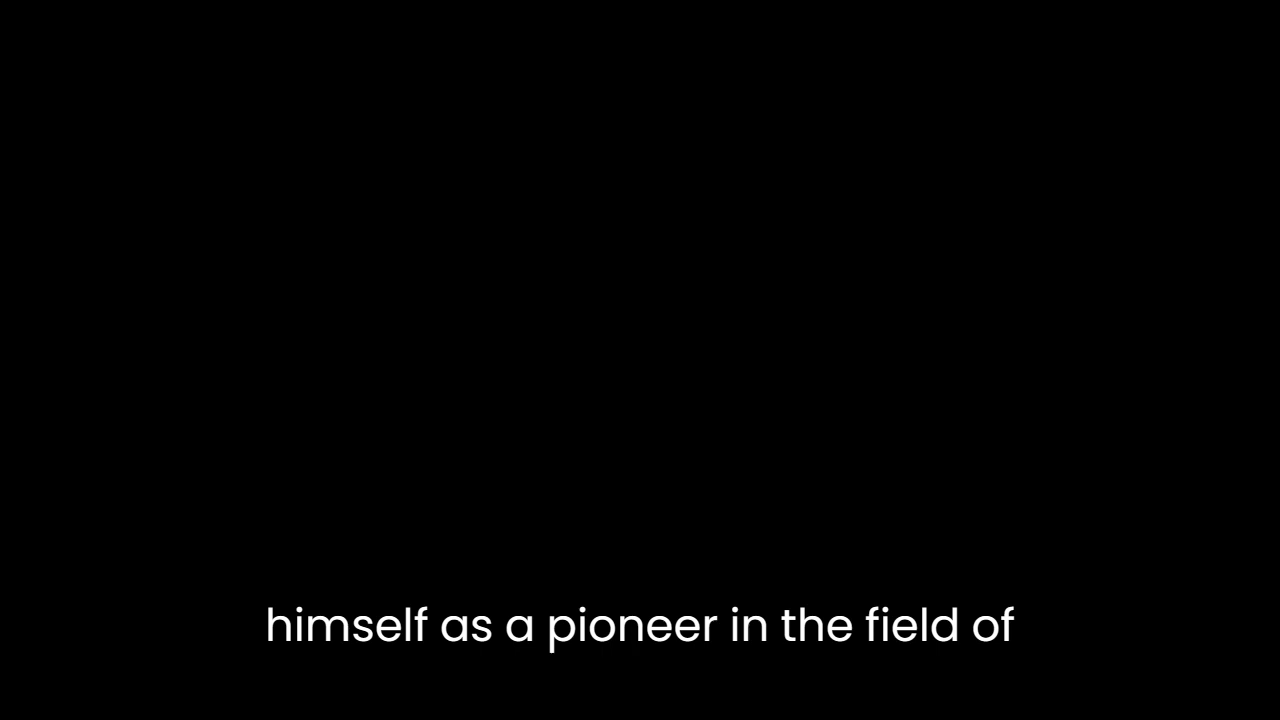 himself as a pioneer in the field of